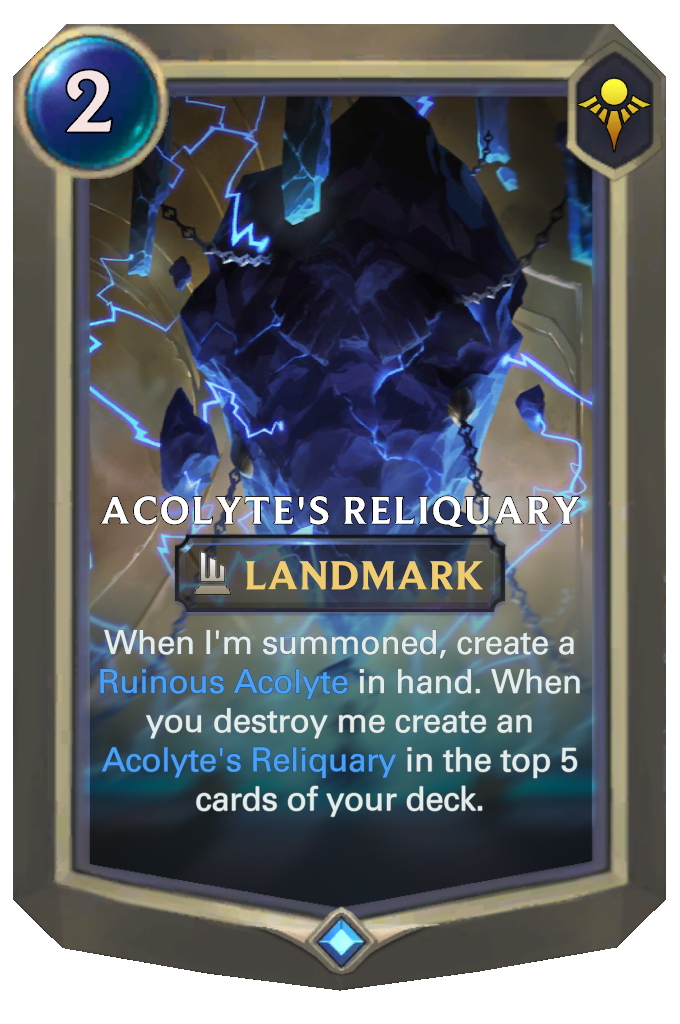 2
ACOLYTE'S RELIQUARY
LANDMARK
When I'm summoned, create a
Ruinous Acolyte in hand. When
you destroy me create an
Acolyte's Reliquary in the top 5
cards of your deck.